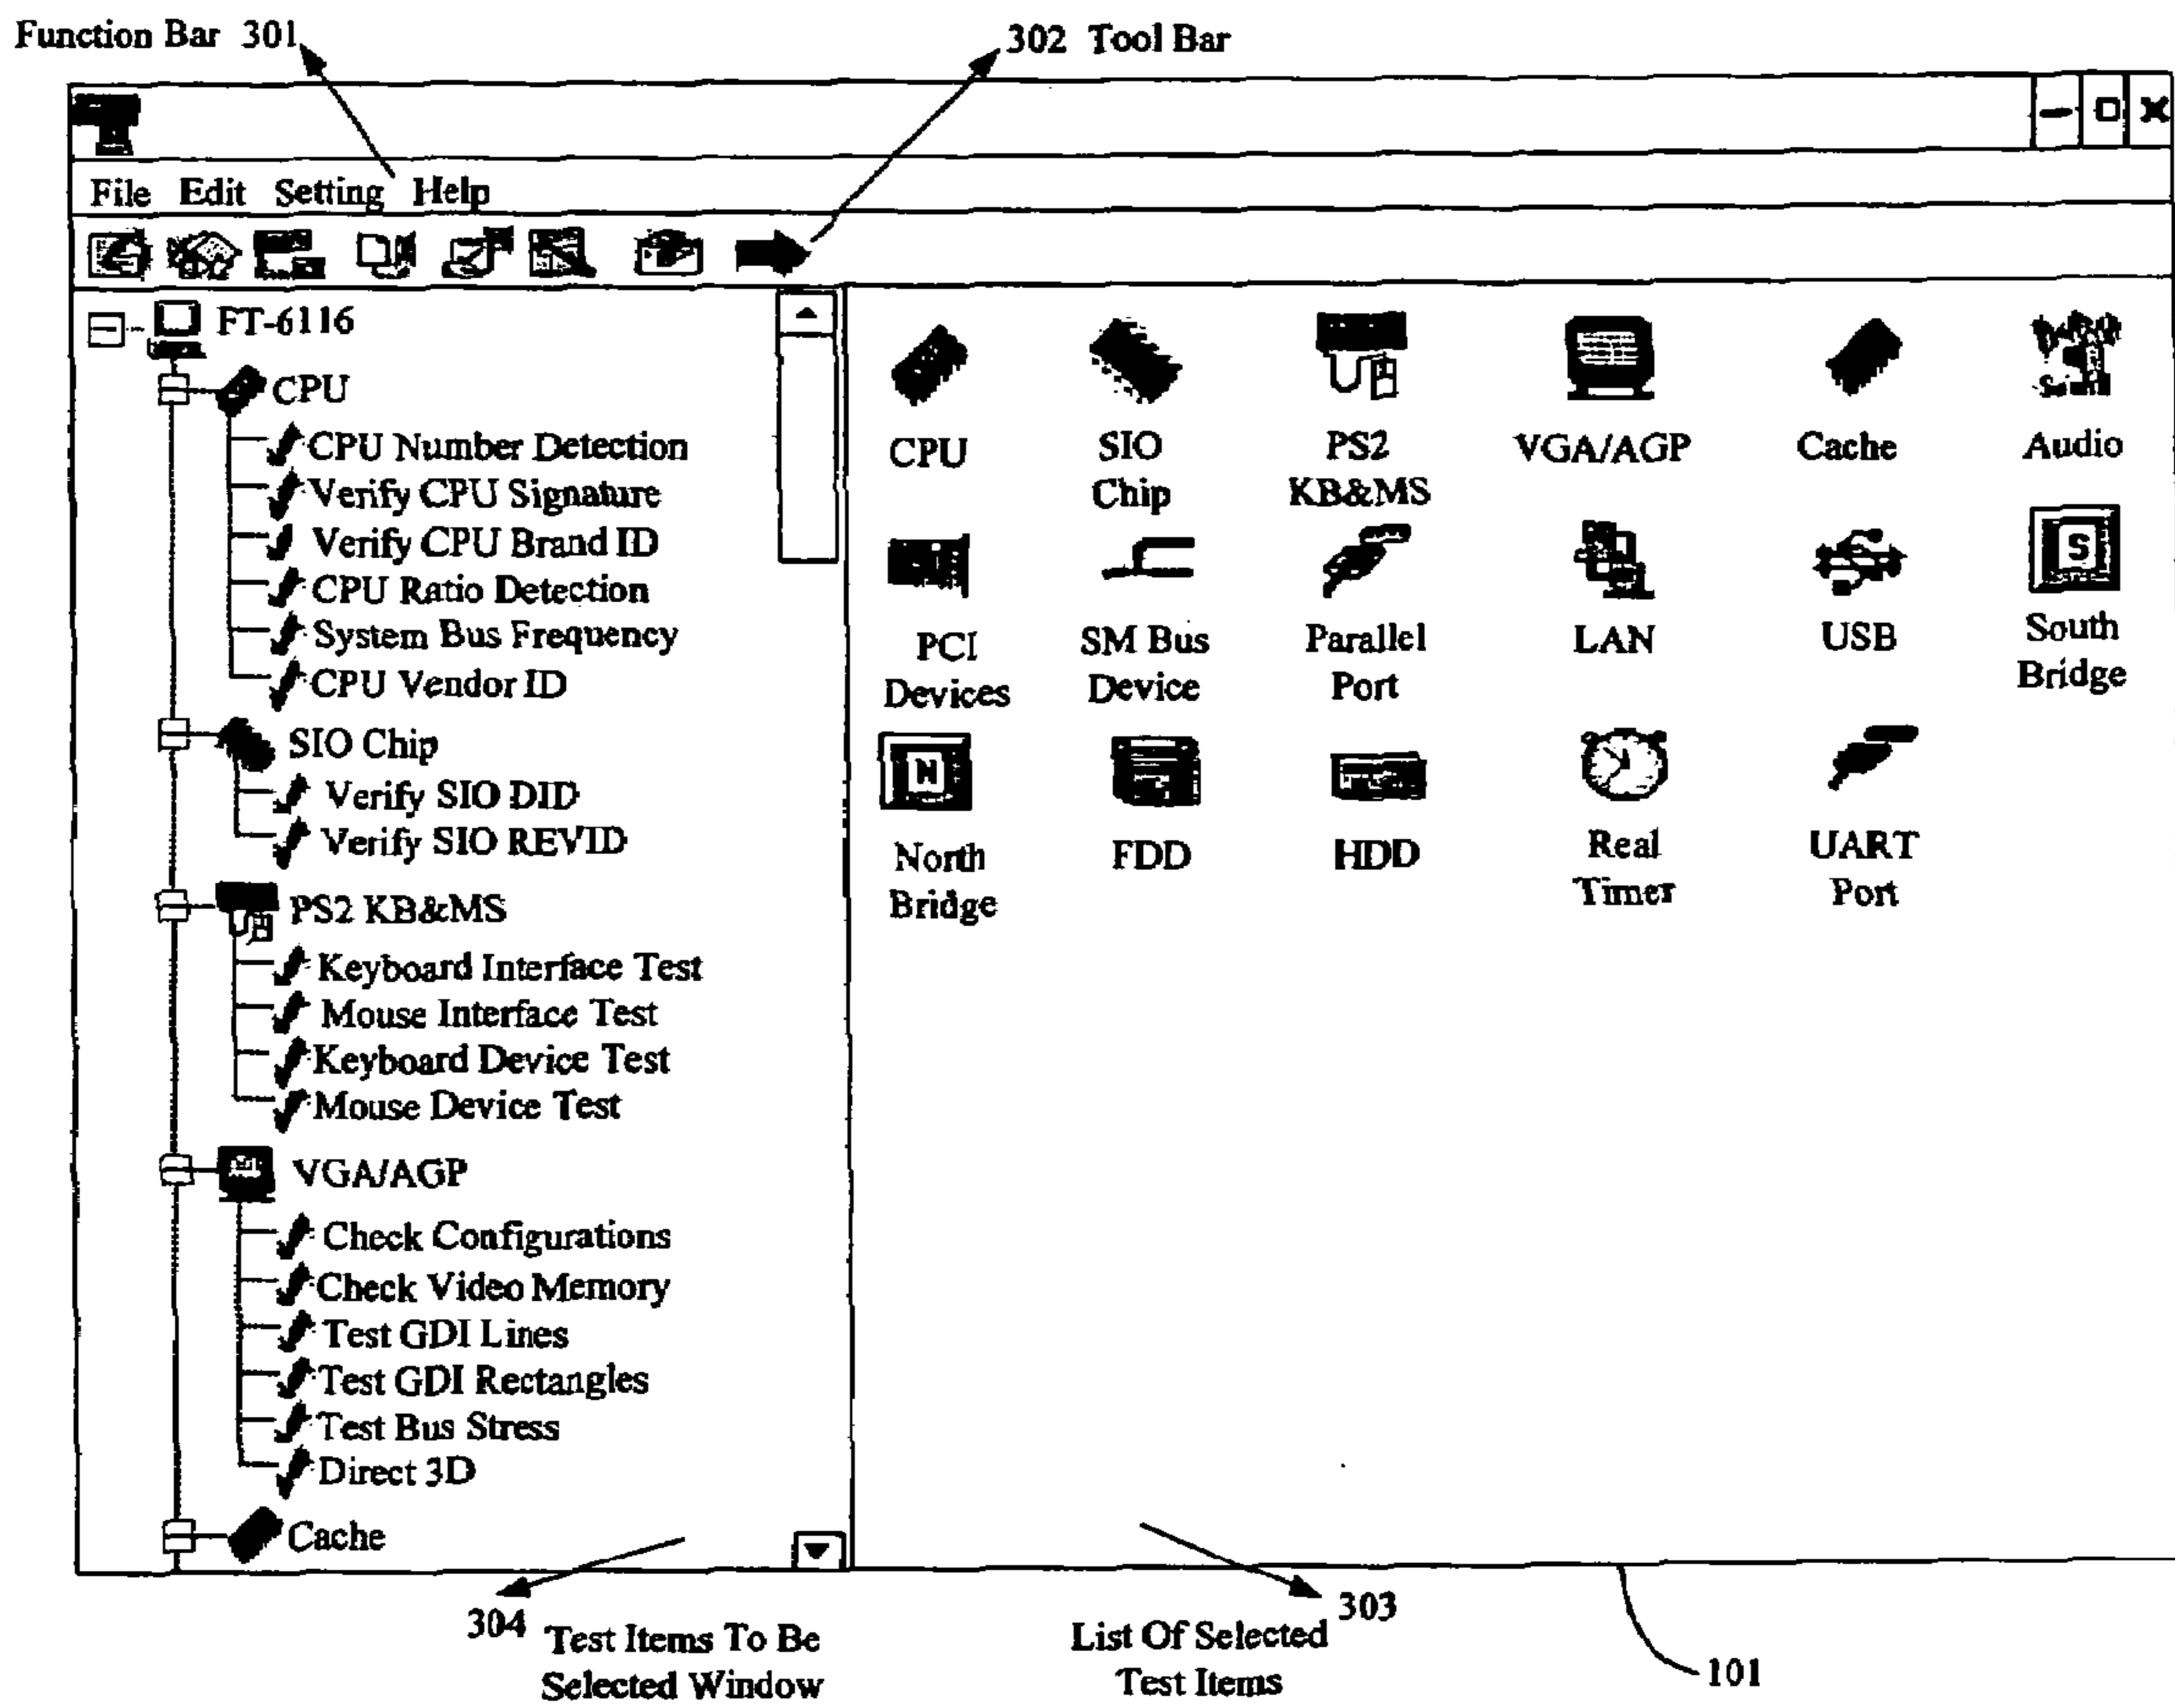 Function Bar 301
302 Tool Bar
File Edit Setting Help
FT-6116
CPU
CPU Number Detection
Verify CPU Signature
Verify CPU Brand ID
CPU Ratio Detection
System Bus Frequency
CPU Vendor ID
SIO Chip
Verify SIO DID
Verify SIO REVID
PS2 KB&MS
Keyboard Interface Test
Mouse Interface Test
Keyboard Device Test
Mouse Device Test
VGA/AGP
Check Configurations
Check Video Memory
Test GDI Lines
Test GDI Rectangles
Test Bus Stress
Direct 3D
Cache
CPU
SIO
Chip
PS2
KB&MS
VGA/AGP
Cache
Audio
PCI
Devices
SM Bus
Device
Parallel
Port
LAN
USB
S
South
Bridge
N
North
Bridge
FDD
HDD
Real
Timer
UART
Port
304 Test Items To Be
Selected Window
303
List Of Selected
Test Items
101